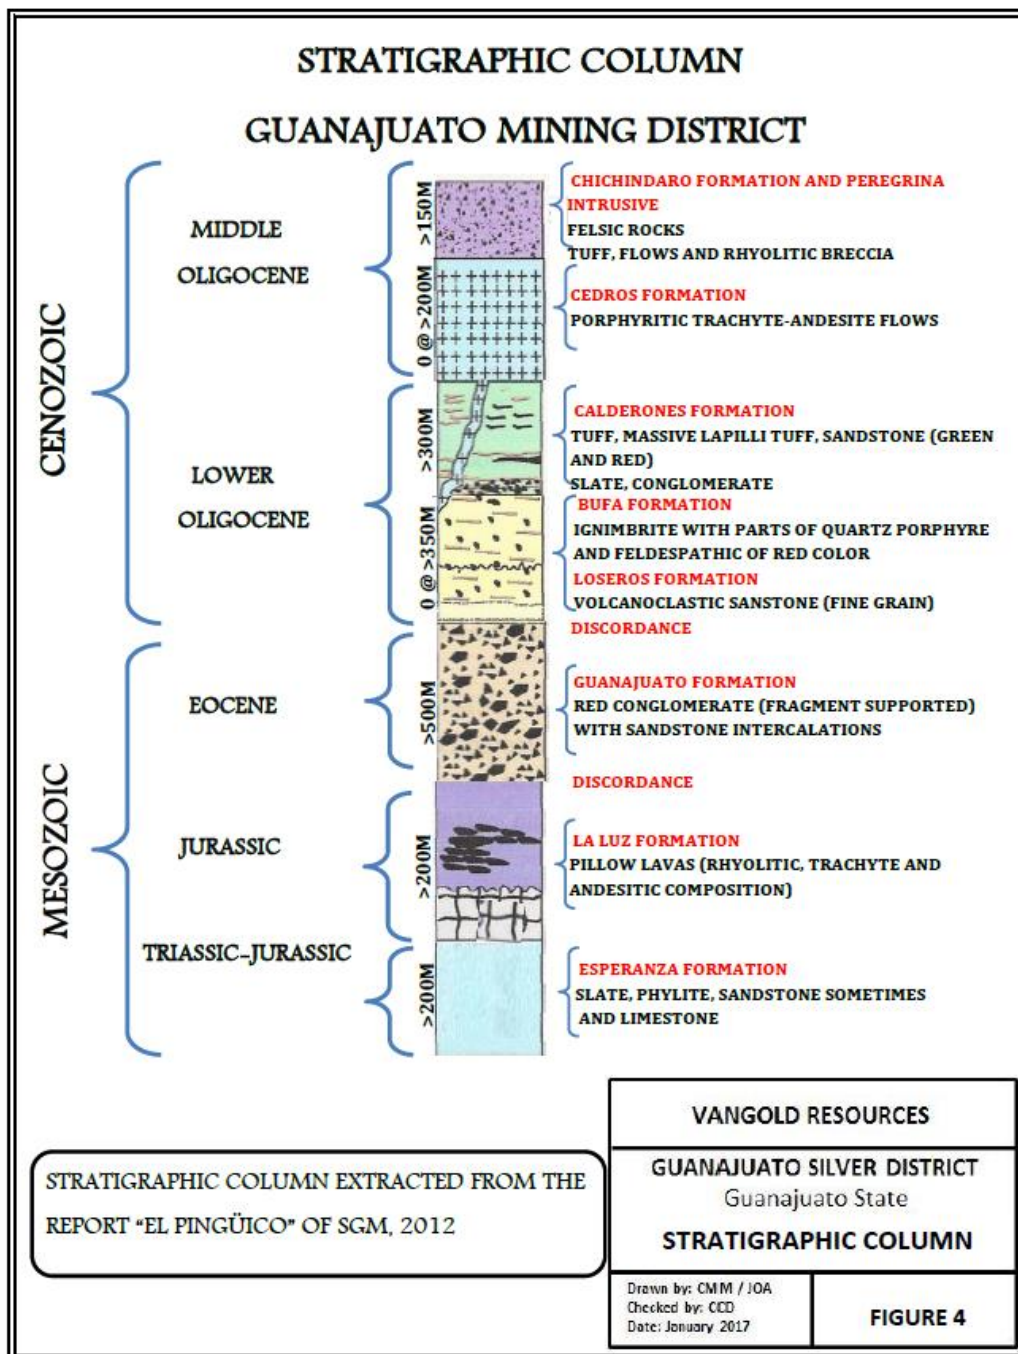 STRATIGRAPHIC COLUMN
GUANAJUATO MINING DISTRICT
CENOZOIC
MIDDLE
OLIGOCENE
>150M
CHICHINDARO FORMATION AND PEREGRINA
INTRUSIVE
FELSIC ROCKS
TUFF, FLOWS AND RHYOLITIC BRECCIA
0 @ >200M
CEDROS FORMATION
PORPHYRITIC TRACHYTE-ANDESITE FLOWS
LOWER
OLIGOCENE
>300M
CALDERONES FORMATION
TUFF, MASSIVE LAPILLI TUFF, SANDSTONE (GREEN
AND RED)
SLATE, CONGLOMERATE
0 @ >350M
BUFA FORMATION
IGNIMBRITE WITH PARTS OF QUARTZ PORPHYRE
AND FELDESPATHIC OF RED COLOR
LOSEROS FORMATION
VOLCANOCLASTIC SANSTONE (FINE GRAIN)
DISCORDANCE
MESOZOIC
EOCENE
>500M
GUANAJUATO FORMATION
RED CONGLOMERATE (FRAGMENT SUPPORTED)
WITH SANDSTONE INTERCALATIONS
DISCORDANCE
JURASSIC
>200M
LA LUZ FORMATION
PILLOW LAVAS (RHYOLITIC, TRACHYTE AND
ANDESITIC COMPOSITION)
TRIASSIC-JURASSIC
>200M
ESPERANZA FORMATION
SLATE, PHYLITE, SANDSTONE SOMETIMES
AND LIMESTONE
STRATIGRAPHIC COLUMN EXTRACTED FROM THE
REPORT “EL PINGÜICO” OF SGM, 2012
VANGOLD RESOURCES
GUANAJUATO SILVER DISTRICT
Guanajuato State
STRATIGRAPHIC COLUMN
Drawn by: CMIM / JOA
Checked by: CCD
Date: January 2017
FIGURE 4